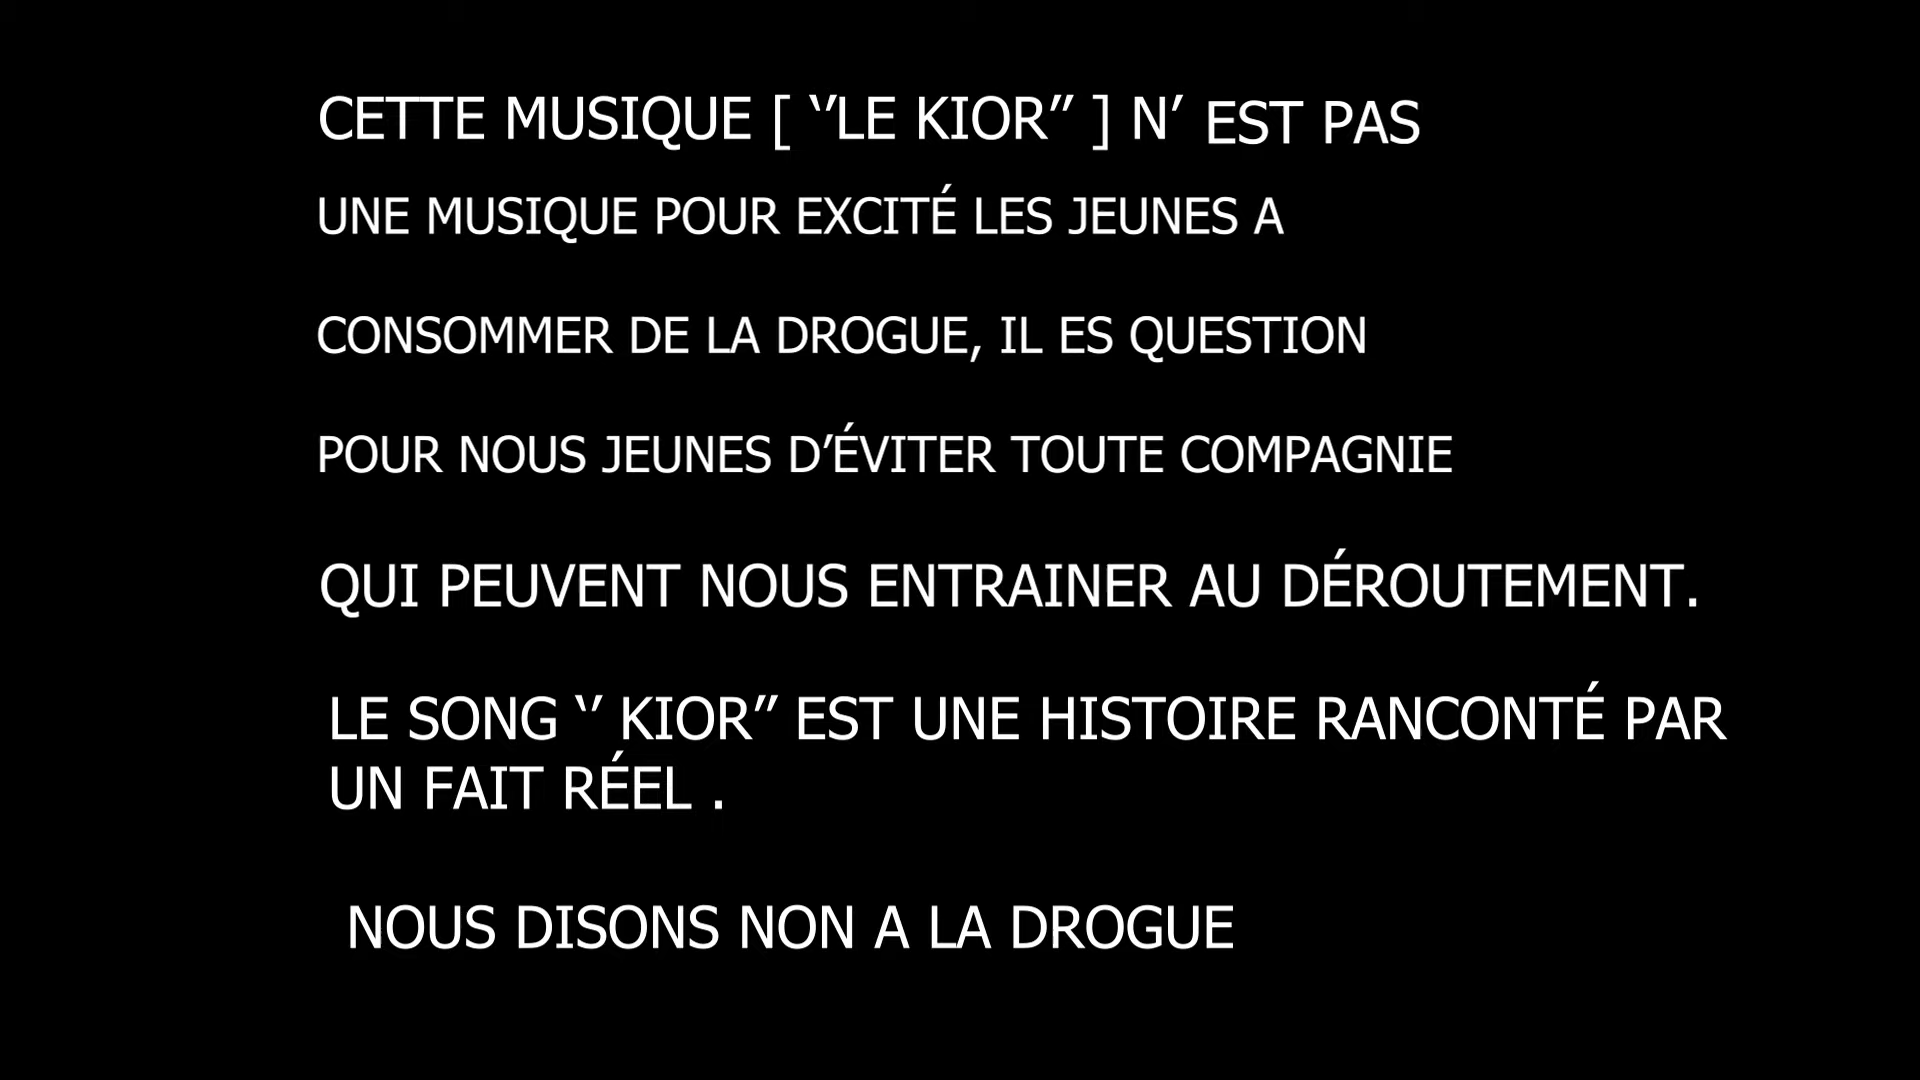 CETTE MUSIQUE [ ‘’LE KIOR’’ ] N’ EST PAS
UNE MUSIQUE POUR EXCITÉ LES JEUNES A
CONSOMMER DE LA DROGUE, IL ES QUESTION
POUR NOUS JEUNES D’ÉVITER TOUTE COMPAGNIE
QUI PEUVENT NOUS ENTRAINER AU DÉROUTEMENT.
LE SONG ‘’ KIOR’’ EST UNE HISTOIRE RANCONTÉ PAR
UN FAIT RÉEL .
NOUS DISONS NON A LA DROGUE